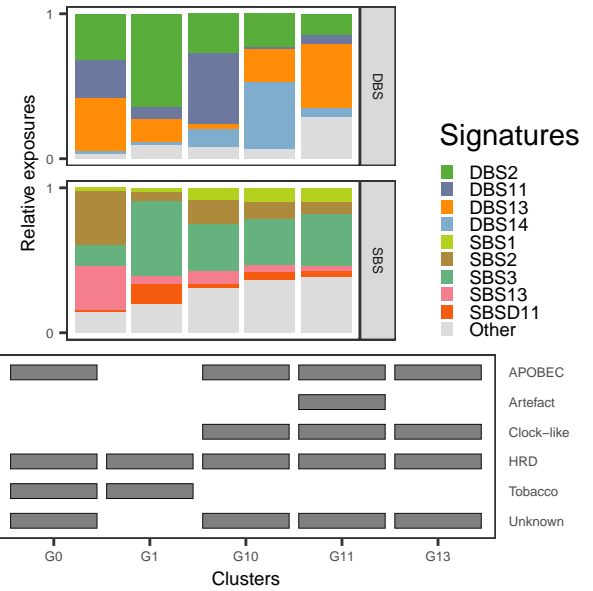 1
0
Relative exposures
DBS
1
0
SBS
Signatures
DBS2
DBS11
DBS13
DBS14
SBS1
SBS2
SBS3
SBS13
SBSD11
Other
APOBEC
Artefact
Clock−like
HRD
Tobacco
Unknown
G0 G1 G10 G11 G13
Clusters